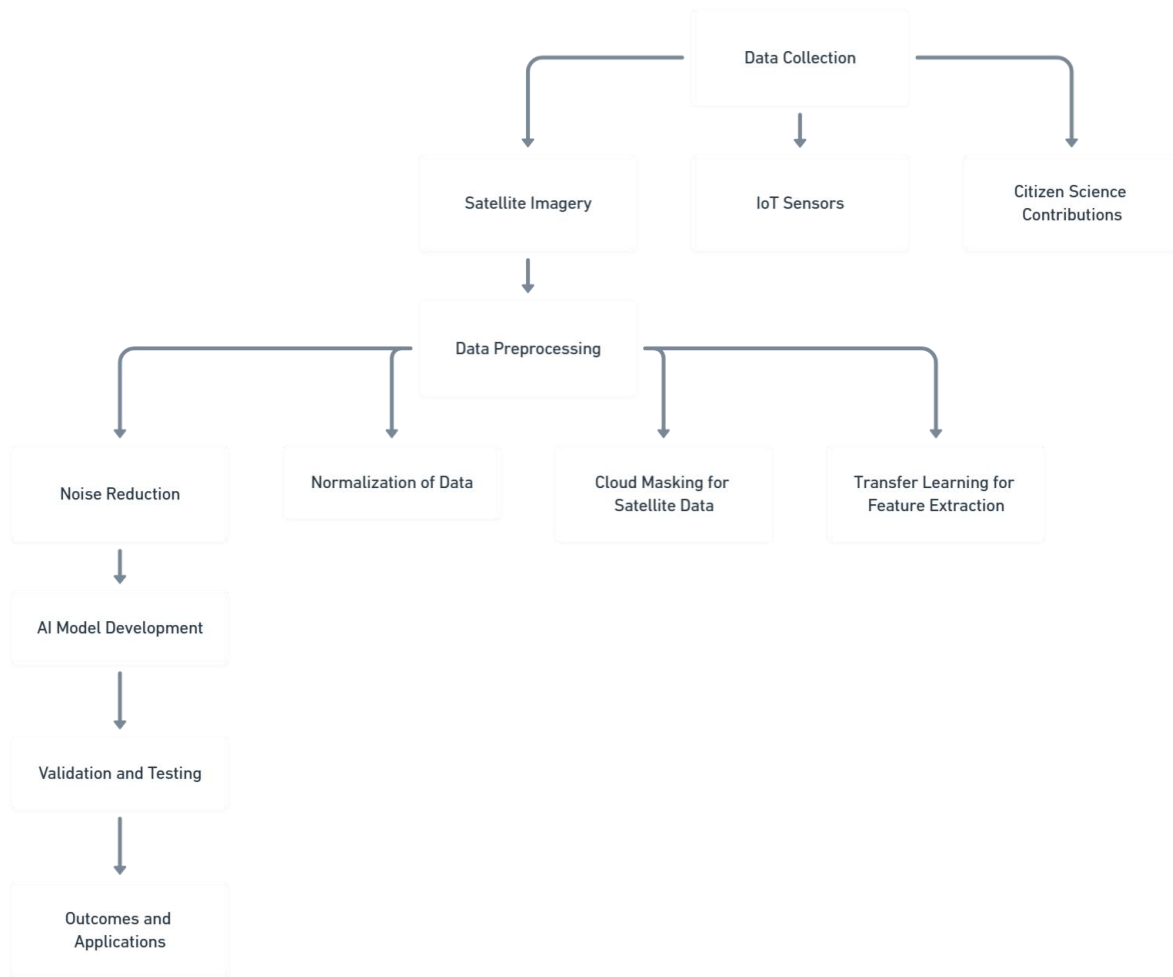 Data Collection
Satellite Imagery
IoT Sensors
Citizen Science
Contributions
Data Preprocessing
Noise Reduction
Normalization of Data
Cloud Masking for
Satellite Data
Transfer Learning for
Feature Extraction
AI Model Development
Validation and Testing
Outcomes and
Applications